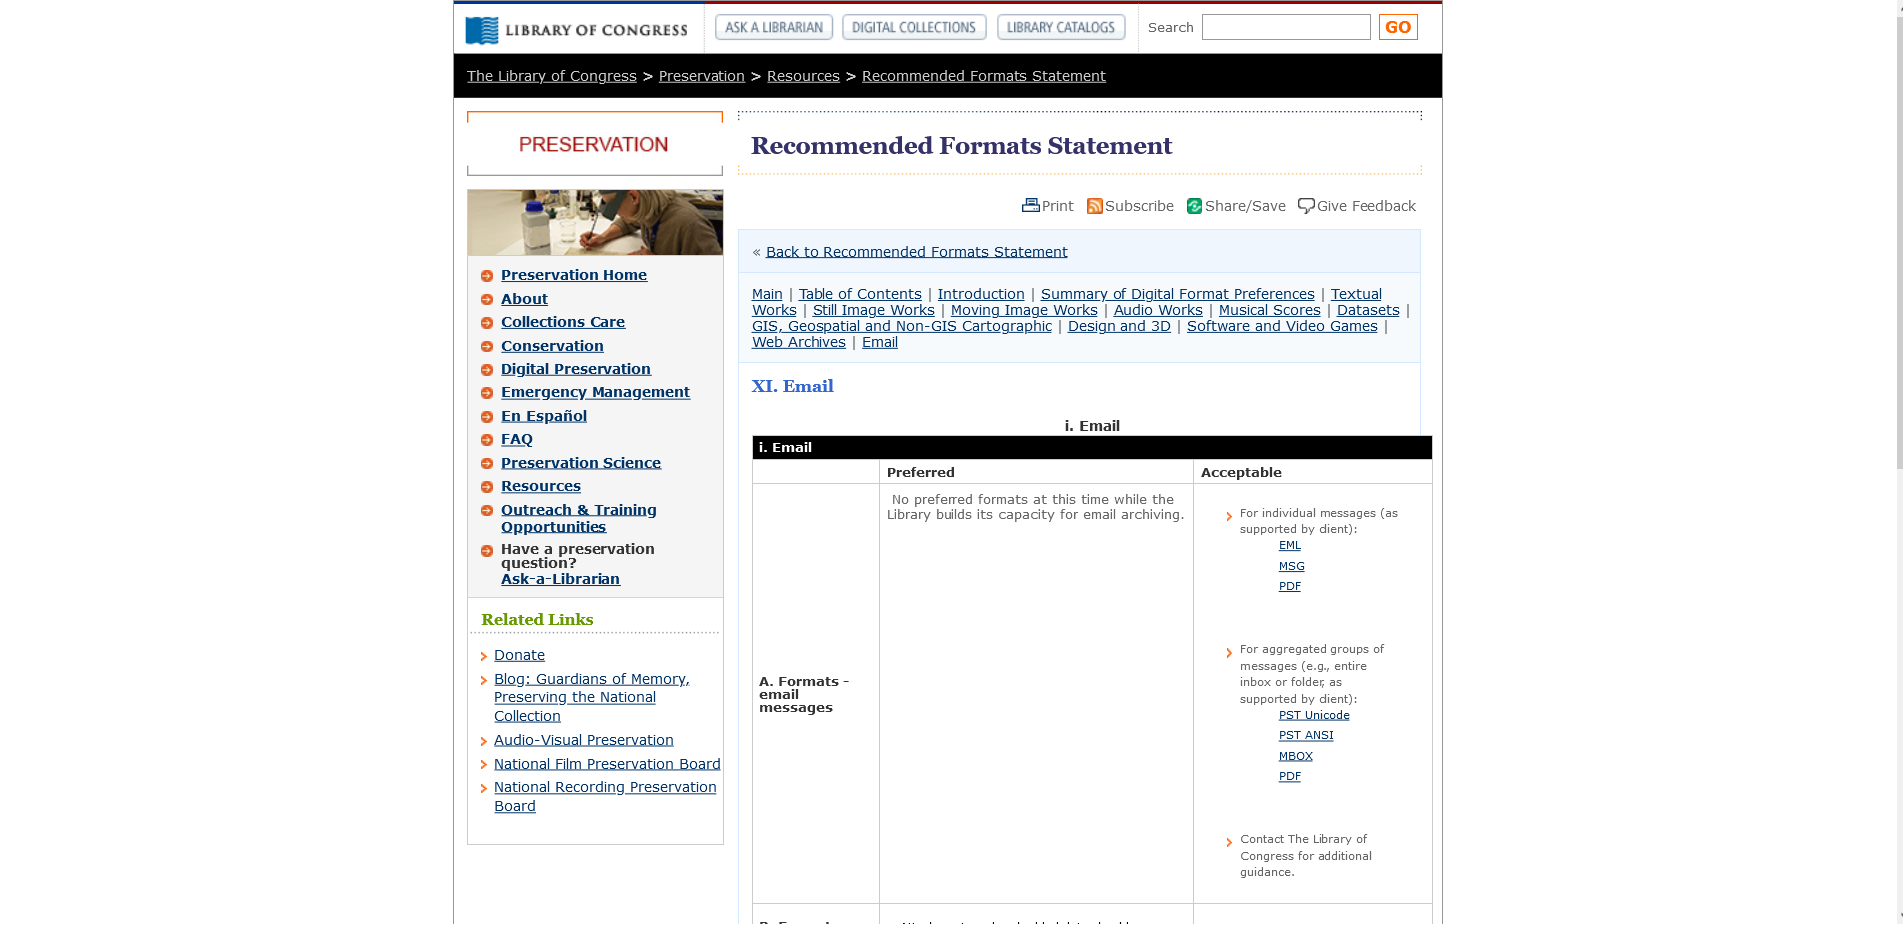 LIBRARY OF CONGRESS
ASK A LIBRARIAN
DIGITAL COLLECTIONS
LIBRARY CATALOGS
Search
GO
The Library of Congress > Preservation > Resources > Recommended Formats Statement
PRESERVATION
Preservation Home
About
Collections Care
Conservation
Digital Preservation
Emergency Management
En Español
FAQ
Preservation Science
Resources
Outreach & Training
Opportunities
Have a preservation
question?
Ask-a-Librarian
Related Links
Donate
Blog: Guardians of Memory,
Preserving the National
Collection
Audio-Visual Preservation
National Film Preservation Board
National Recording Preservation
Board
Recommended Formats Statement
Print
Subscribe
Share/Save
Give Feedback
« Back to Recommended Formats Statement
Main | Table of Contents | Introduction | Summary of Digital Format Preferences | Textual
Works | Still Image Works | Moving Image Works | Audio Works | Musical Scores | Datasets |
GIS, Geospatial and Non-GIS Cartographic | Design and 3D | Software and Video Games |
Web Archives | Email
XI. Email
i. Email
i. Email
Preferred
Acceptable
A. Formats -
email
messages
No preferred formats at this time while the
Library builds its capacity for email archiving.
For individual messages (as
supported by client):
EML
MSG
PDF
For aggregated groups of
messages (e.g., entire
inbox or folder, as
supported by client):
PST Unicode
PST ANSI
MBOX
PDF
Contact The Library of
Congress for additional
guidance.